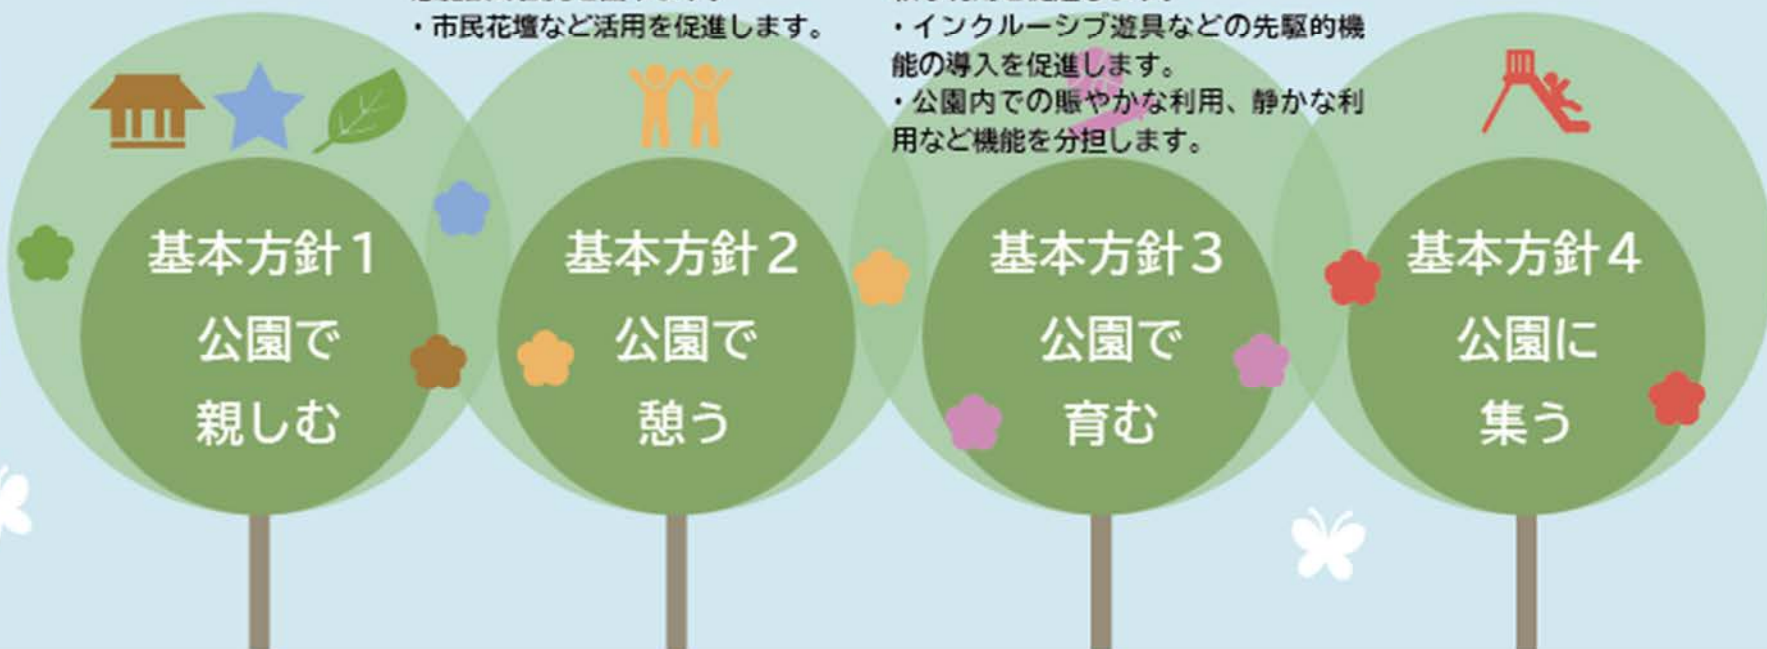 ・市民花壇など活用を促進します。
・インクルーシブ遊具などの先駆的機
能の導入を促進します。
・公園内での賑やかな利用、静かな利
用など機能を分担します。
基本方針1
公園で
親しむ
基本方針2
公園で
憩う
基本方針3
公園で
育む
基本方針4
公園に
集う